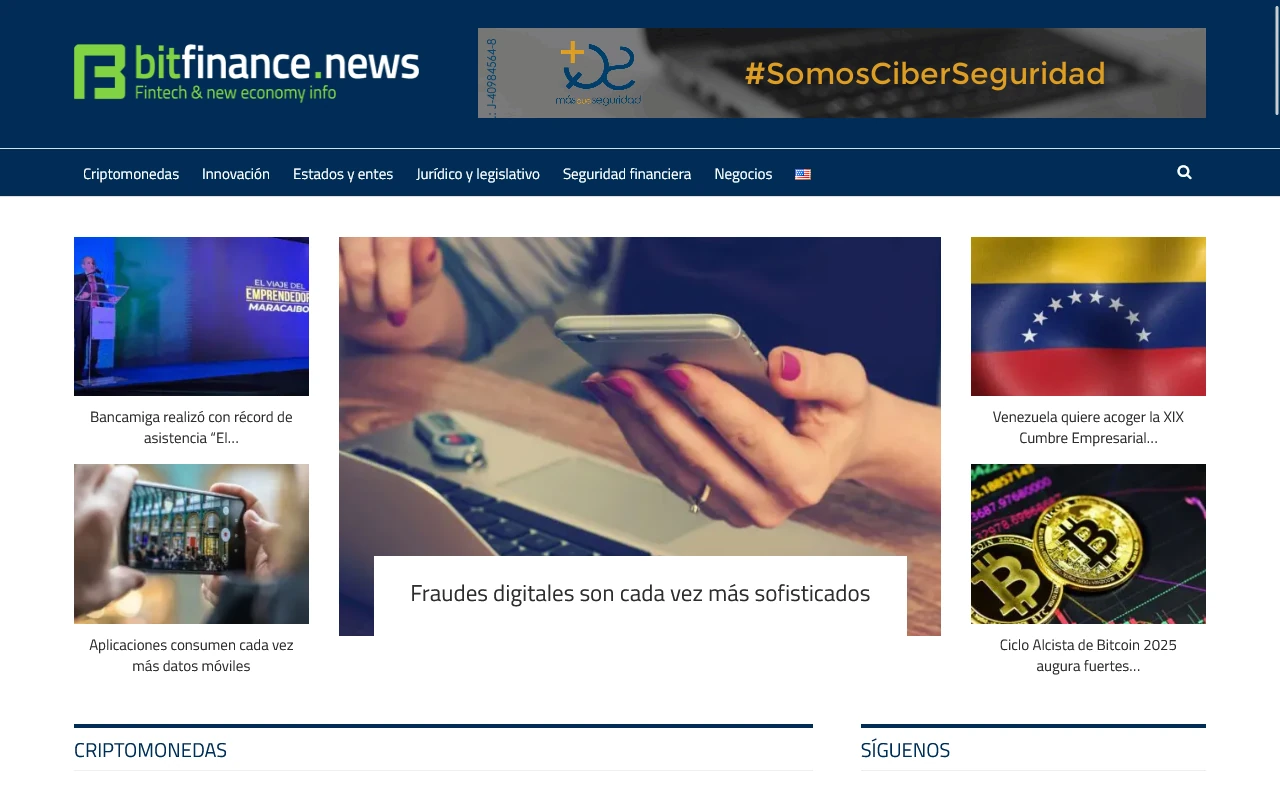 bitfinance.news
Fintech & new economy info
: J-40984564-8
más que seguridad
#SomosCiberSeguridad
Criptomonedas
Innovación
Estados y entes
Jurídico y legislativo
Seguridad financiera
Negocios
EL VIAJE DEL
EMPRENDEDOR
MARACAIBO
Bancamiga realizó con récord de
asistencia “El…
Aplicaciones consumen cada vez
más datos móviles
Fraudes digitales son cada vez más sofisticados
Venezuela quiere acoger la XIX
Cumbre Empresarial…
BITCOIN
Ciclo Alcista de Bitcoin 2025
augura fuertes…
CRIPTOMONEDAS
SÍGUENOS